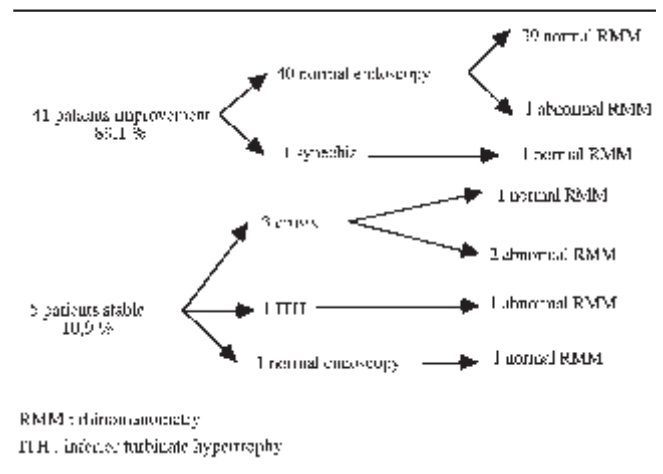 39 normal RMM
40 normal endoscopy
41 patients improvement
89.1 %
1 abnormal RMM
1 synechia
1 normal RMM
1 normal RMM
3
2 abnormal RMM
5 patients stable
10,9 %
1 ITH
1 abnormal RMM
1 normal endoscopy
1 normal RMM
RMM : rhinomanometry
ITH : inferior turbinate hypertrophy